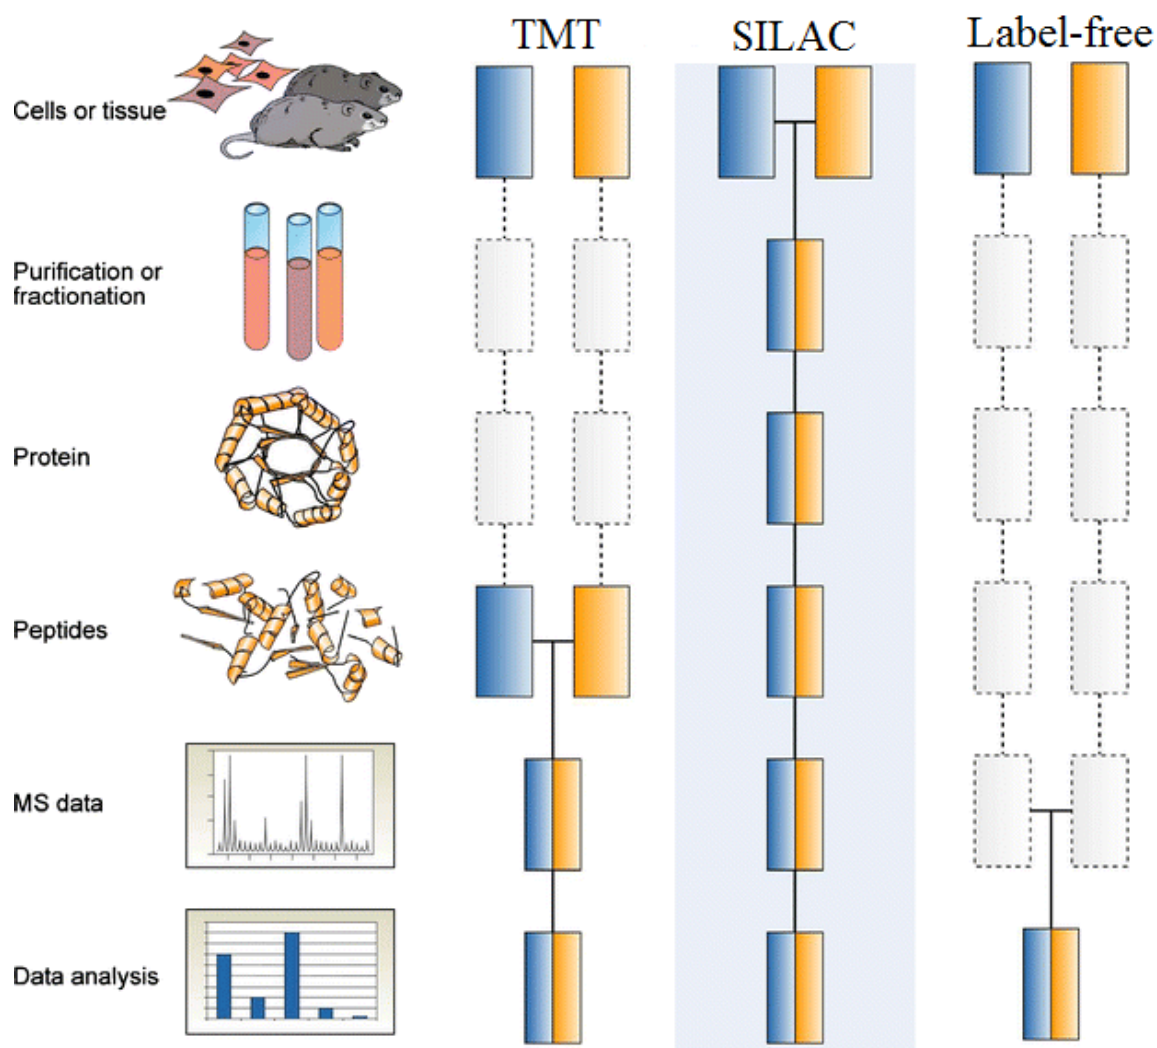 TMT
SILAC
Label-free
Cells or tissue
Purification or
fractionation
Protein
Peptides
MS data
Data analysis